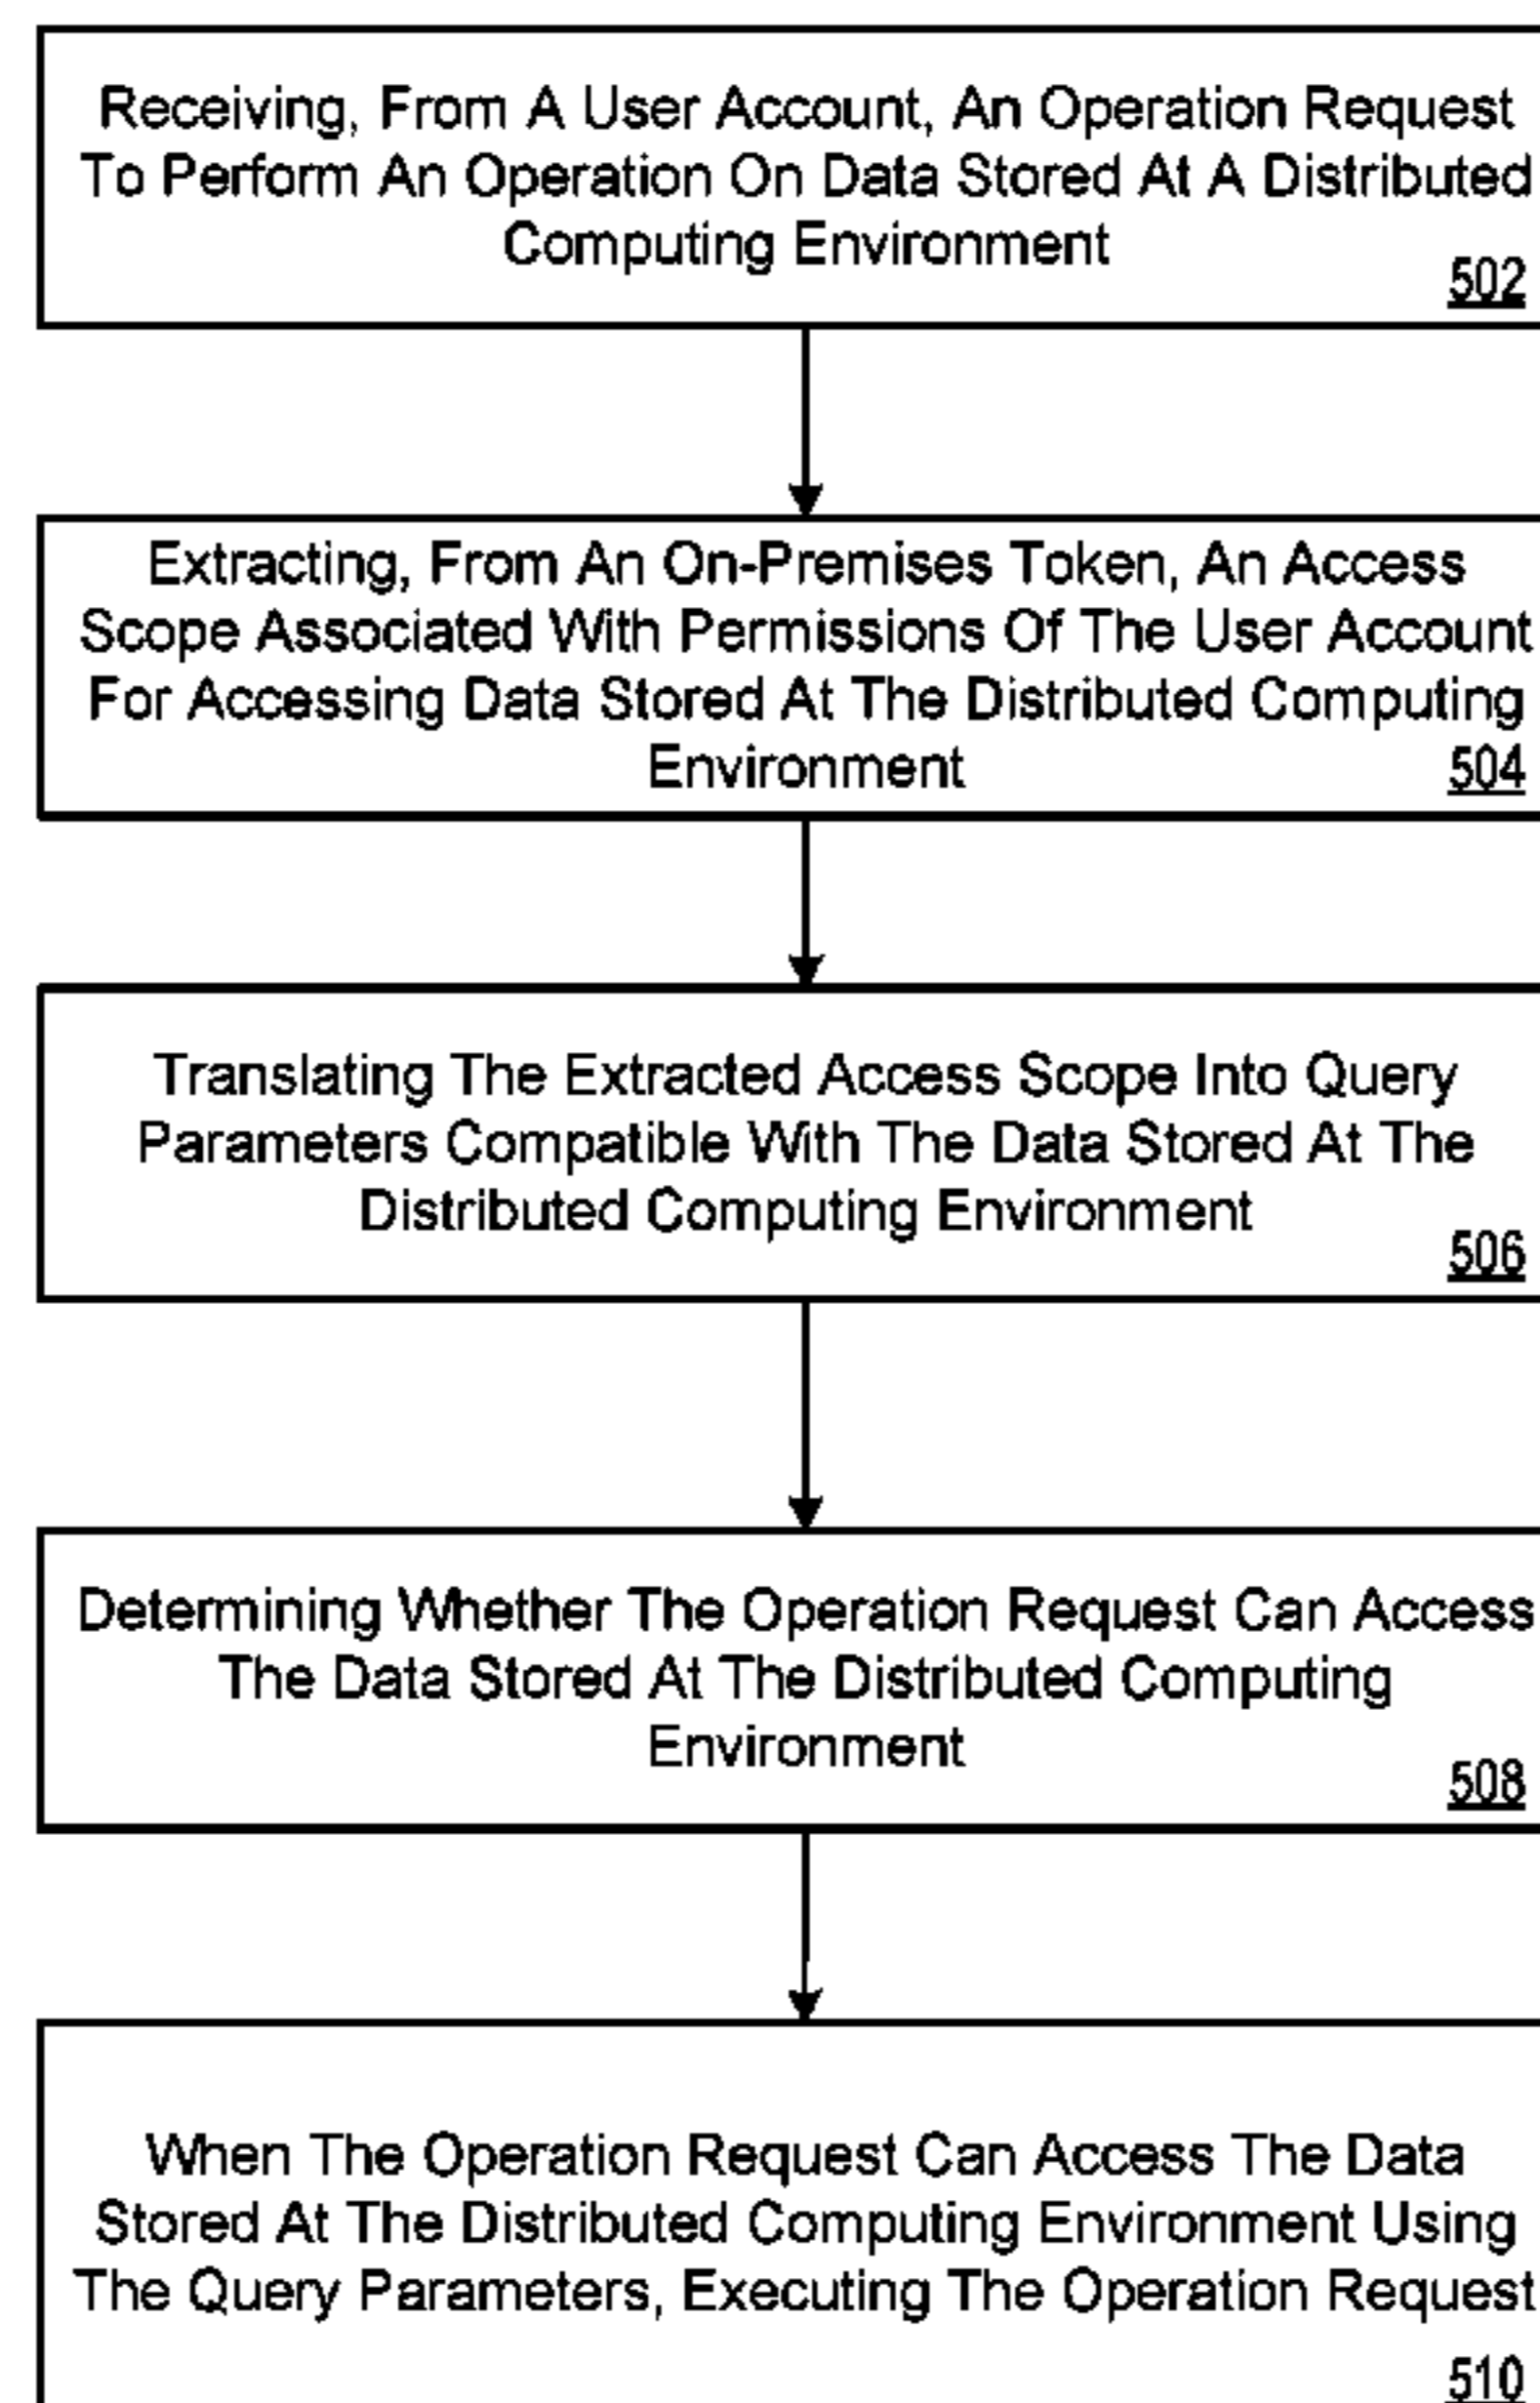 Receiving, From A User Account, An Operation Request
To Perform An Operation On Data Stored At A Distributed
Computing Environment
502
Extracting, From An On-Premises Token, An Access
Scope Associated With Permissions Of The User Account
For Accessing Data Stored At The Distributed Computing
Environment
504
Translating The Extracted Access Scope Into Query
Parameters Compatible With The Data Stored At The
Distributed Computing Environment
506
Determining Whether The Operation Request Can Access
The Data Stored At The Distributed Computing
Environment
508
When The Operation Request Can Access The Data
Stored At The Distributed Computing Environment Using
The Query Parameters, Executing The Operation Request
510